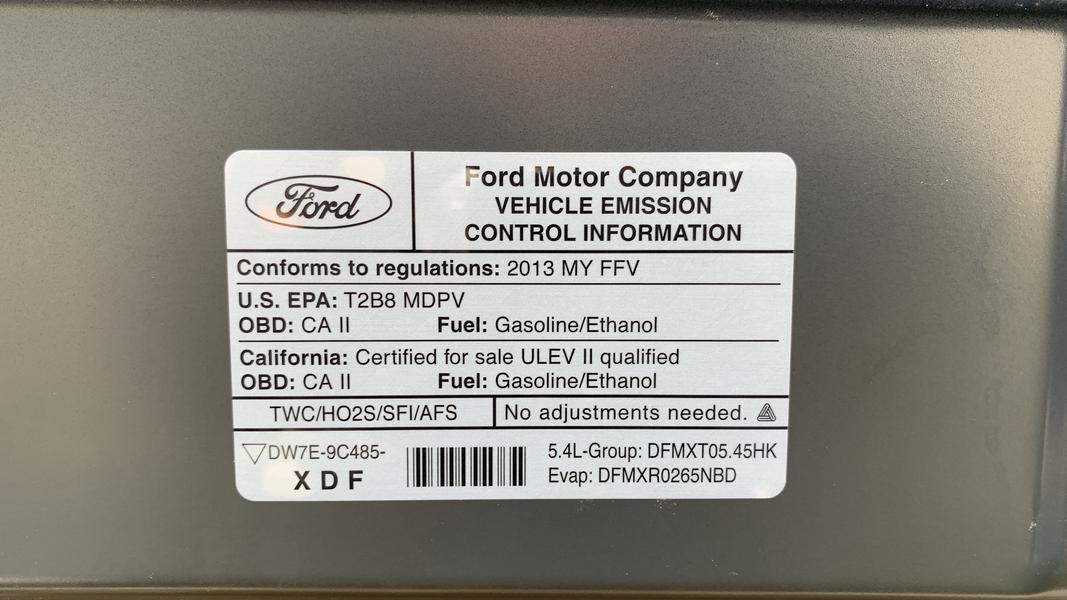 Ford
Ford Motor Company
VEHICLE EMISSION
CONTROL INFORMATION
Conforms to regulations: 2013 MY FFV
U.S. EPA: T2B8 MDPV
OBD: CA II Fuel: Gasoline/Ethanol
California: Certified for sale ULEV II qualified
OBD: CA II Fuel: Gasoline/Ethanol
TWC/HO2S/SFI/AFS No adjustments needed.
DW7E-9C485-
X D F
5.4L-Group: DFMXT05.45HK
Evap: DFMXR0265NBD